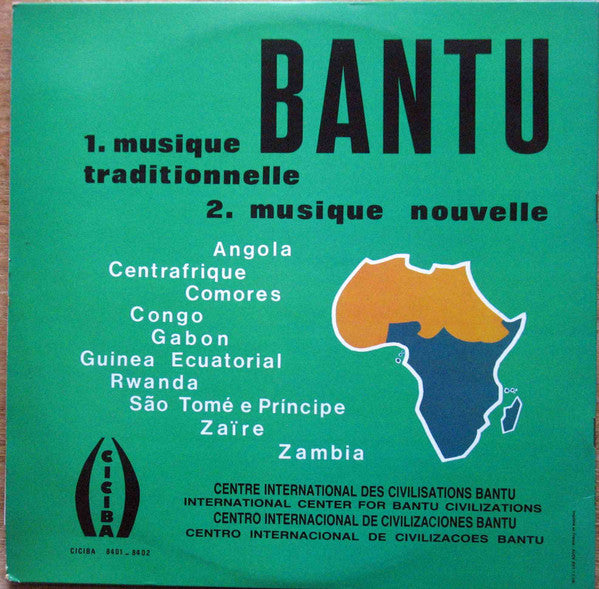 BANTU
1. musique
traditionnelle
2. musique nouvelle
Angola
Centrafrique
Comores
Congo
Gabon
Guinea Ecuatorial
Rwanda
São Tomé e Príncipe
Zaïre
Zambia
CICIBA
CENTRE INTERNATIONAL DES CIVILISATIONS BANTU
INTERNATIONAL CENTER FOR BANTU CIVILIZATIONS
CENTRO INTERNACIONAL DE CIVILIZACIONES BANTU
CENTRO INTERNACIONAL DE CIVILIZACOES BANTU
CICIBA 8401_8402